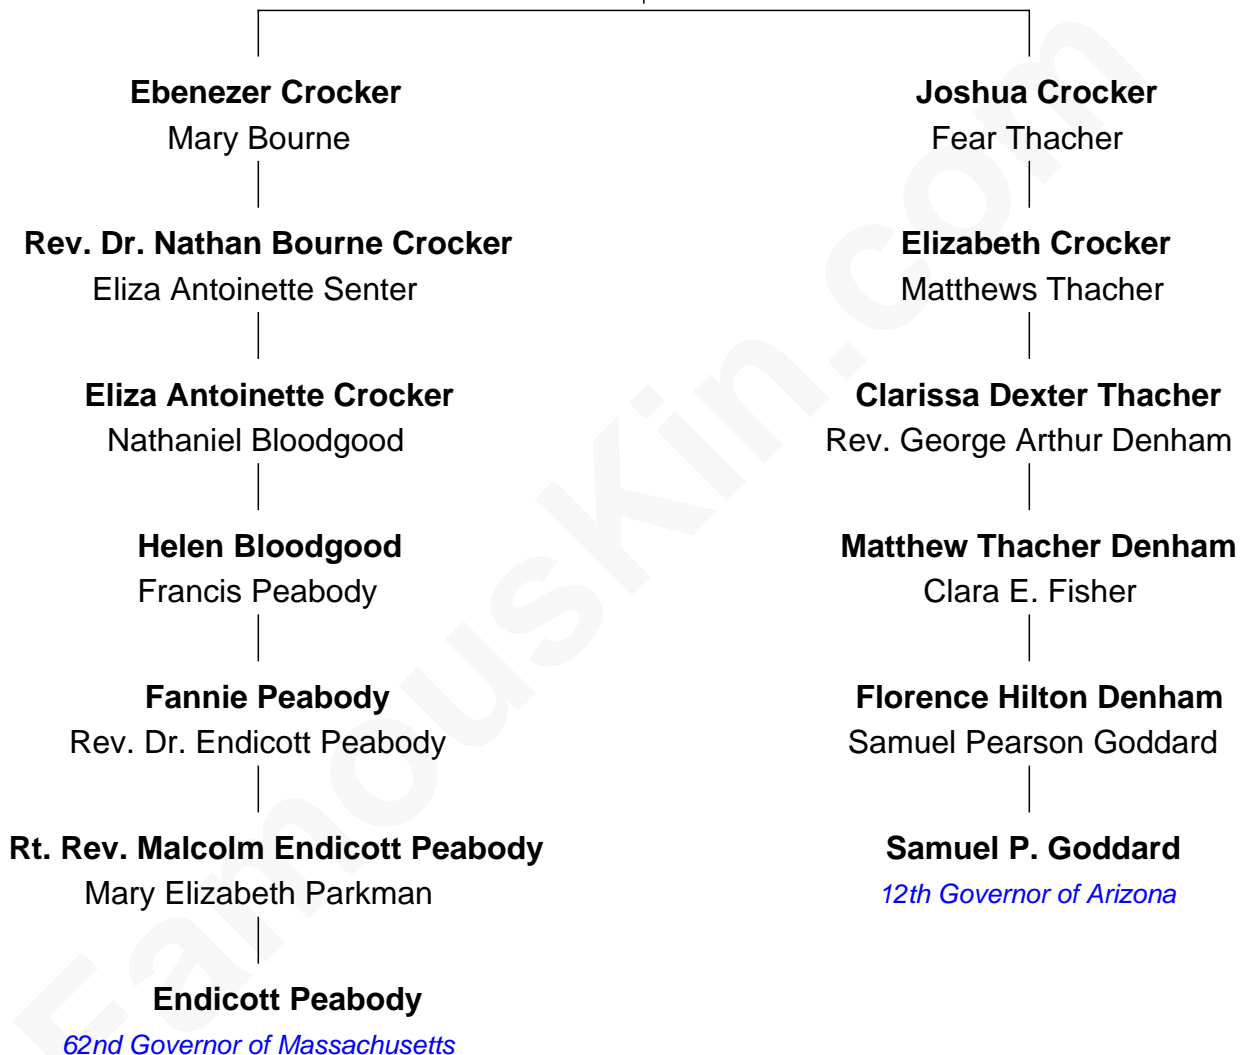 Ebenezer Crocker
Mary Bourne
Rev. Dr. Nathan Bourne Crocker
Eliza Antoinette Senter
Eliza Antoinette Crocker
Nathaniel Bloodgood
Helen Bloodgood
Francis Peabody
Fannie Peabody
Rev. Dr. Endicott Peabody
Rt. Rev. Malcolm Endicott Peabody
Mary Elizabeth Parkman
Endicott Peabody
62nd Governor of Massachusetts
Joshua Crocker
Fear Thacher
Elizabeth Crocker
Matthews Thacher
Clarissa Dexter Thacher
Rev. George Arthur Denham
Matthew Thacher Denham
Clara E. Fisher
Florence Hilton Denham
Samuel Pearson Goddard
Samuel P. Goddard
12th Governor of Arizona
FamousKin.com